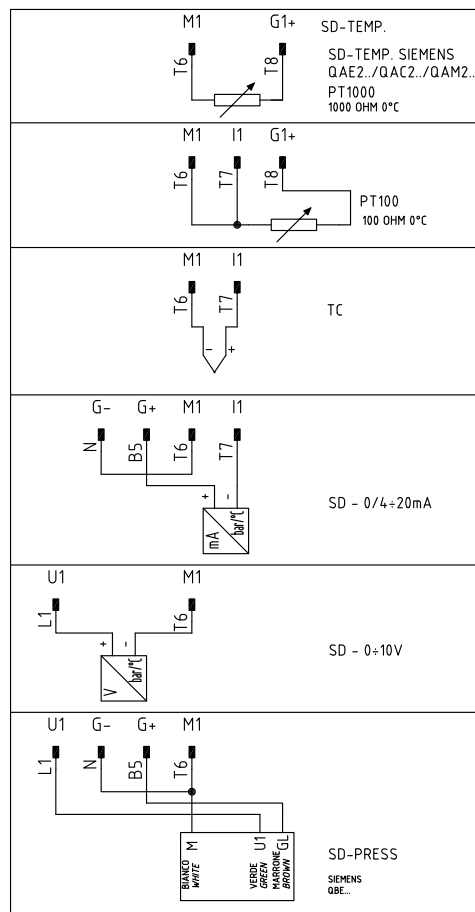 M1 G1+ SD-TEMP.
T6 T8
SD-TEMP. SIEMENS
QAE2../QAC2../QAM2..
PT1000
1000 OHM 0°C
M1 I1 G1+
T6 T7 T8
PT100
100 OHM 0°C
M1 I1
T6 T7
TC
- +
G- G+ M1 I1
N B5 T6 T7
+ -
mA bar/°C
SD - 0/4÷20mA
U1 M1
L1 T6
+ -
V bar/°C
SD - 0÷10V
U1 G- G+ M1
L1 N B5 T6
M U1 GL
BIANCO VERDE MARRONE
WHITE GREEN BROWN
SD-PRESS
SIEMENS
QBE...